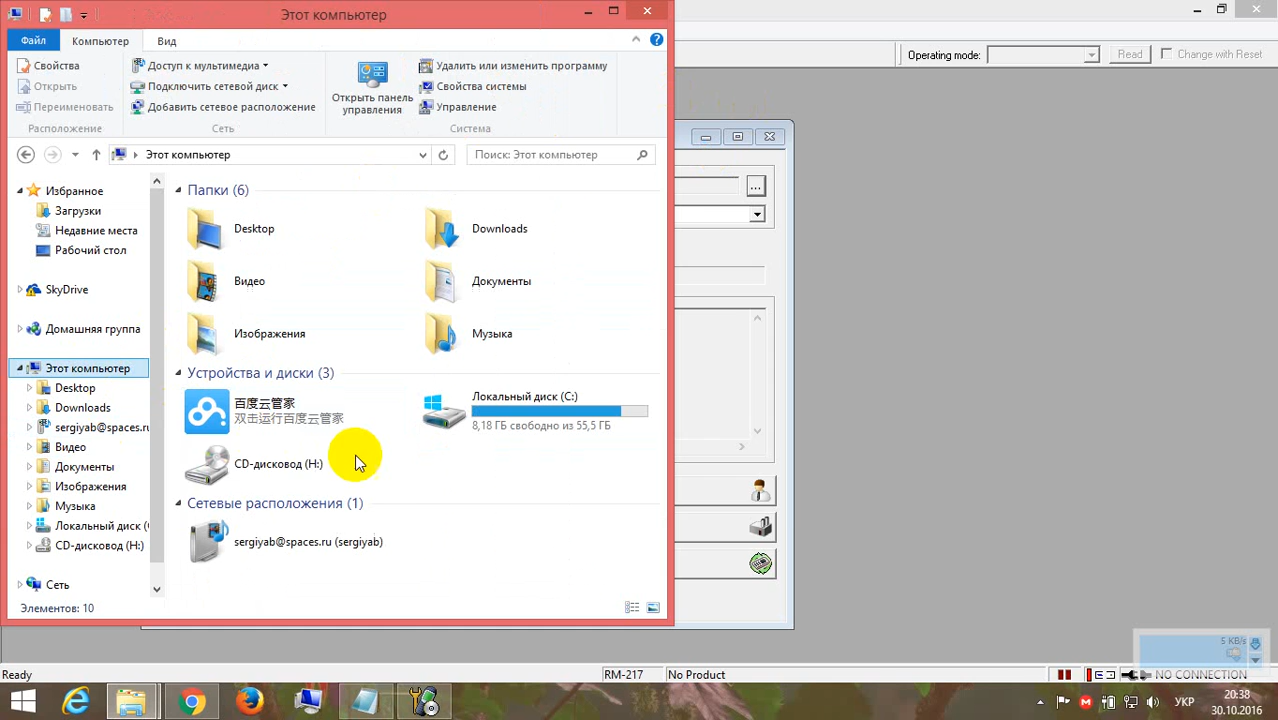 Этот компьютер
Файл
Компьютер
Вид
Operating mode:
Read
Change with Reset
Свойства
Открыть
Переименовать
Расположение
Доступ к мультимедиа
Подключить сетевой диск
Добавить сетевое расположение
Сеть
Открыть панель
управления
Удалить или изменить программу
Свойства системы
Управление
Система
Этот компьютер
Поиск: Этот компьютер
...
Избранное
Загрузки
Недавние места
Рабочий стол
SkyDrive
Домашняя группа
Этот компьютер
Desktop
Downloads
sergiyab@spaces.ru
Видео
Документы
Изображения
Музыка
Локальный диск (
CD-дисковод (H:)
Сеть
Папки (6)
Desktop
Downloads
Видео
Документы
Изображения
Музыка
Устройства и диски (3)
百度云管家
双击运行百度云管家
Локальный диск (C:)
8,18 ГБ свободно из 55,5 ГБ
CD-дисковод (H:)
Сетевые расположения (1)
sergiyab@spaces.ru (sergiyab)
Элементов: 10
5 KB/s
Ready
RM-217
No Product
NO CONNECTION
УКР
20:38
30.10.2016